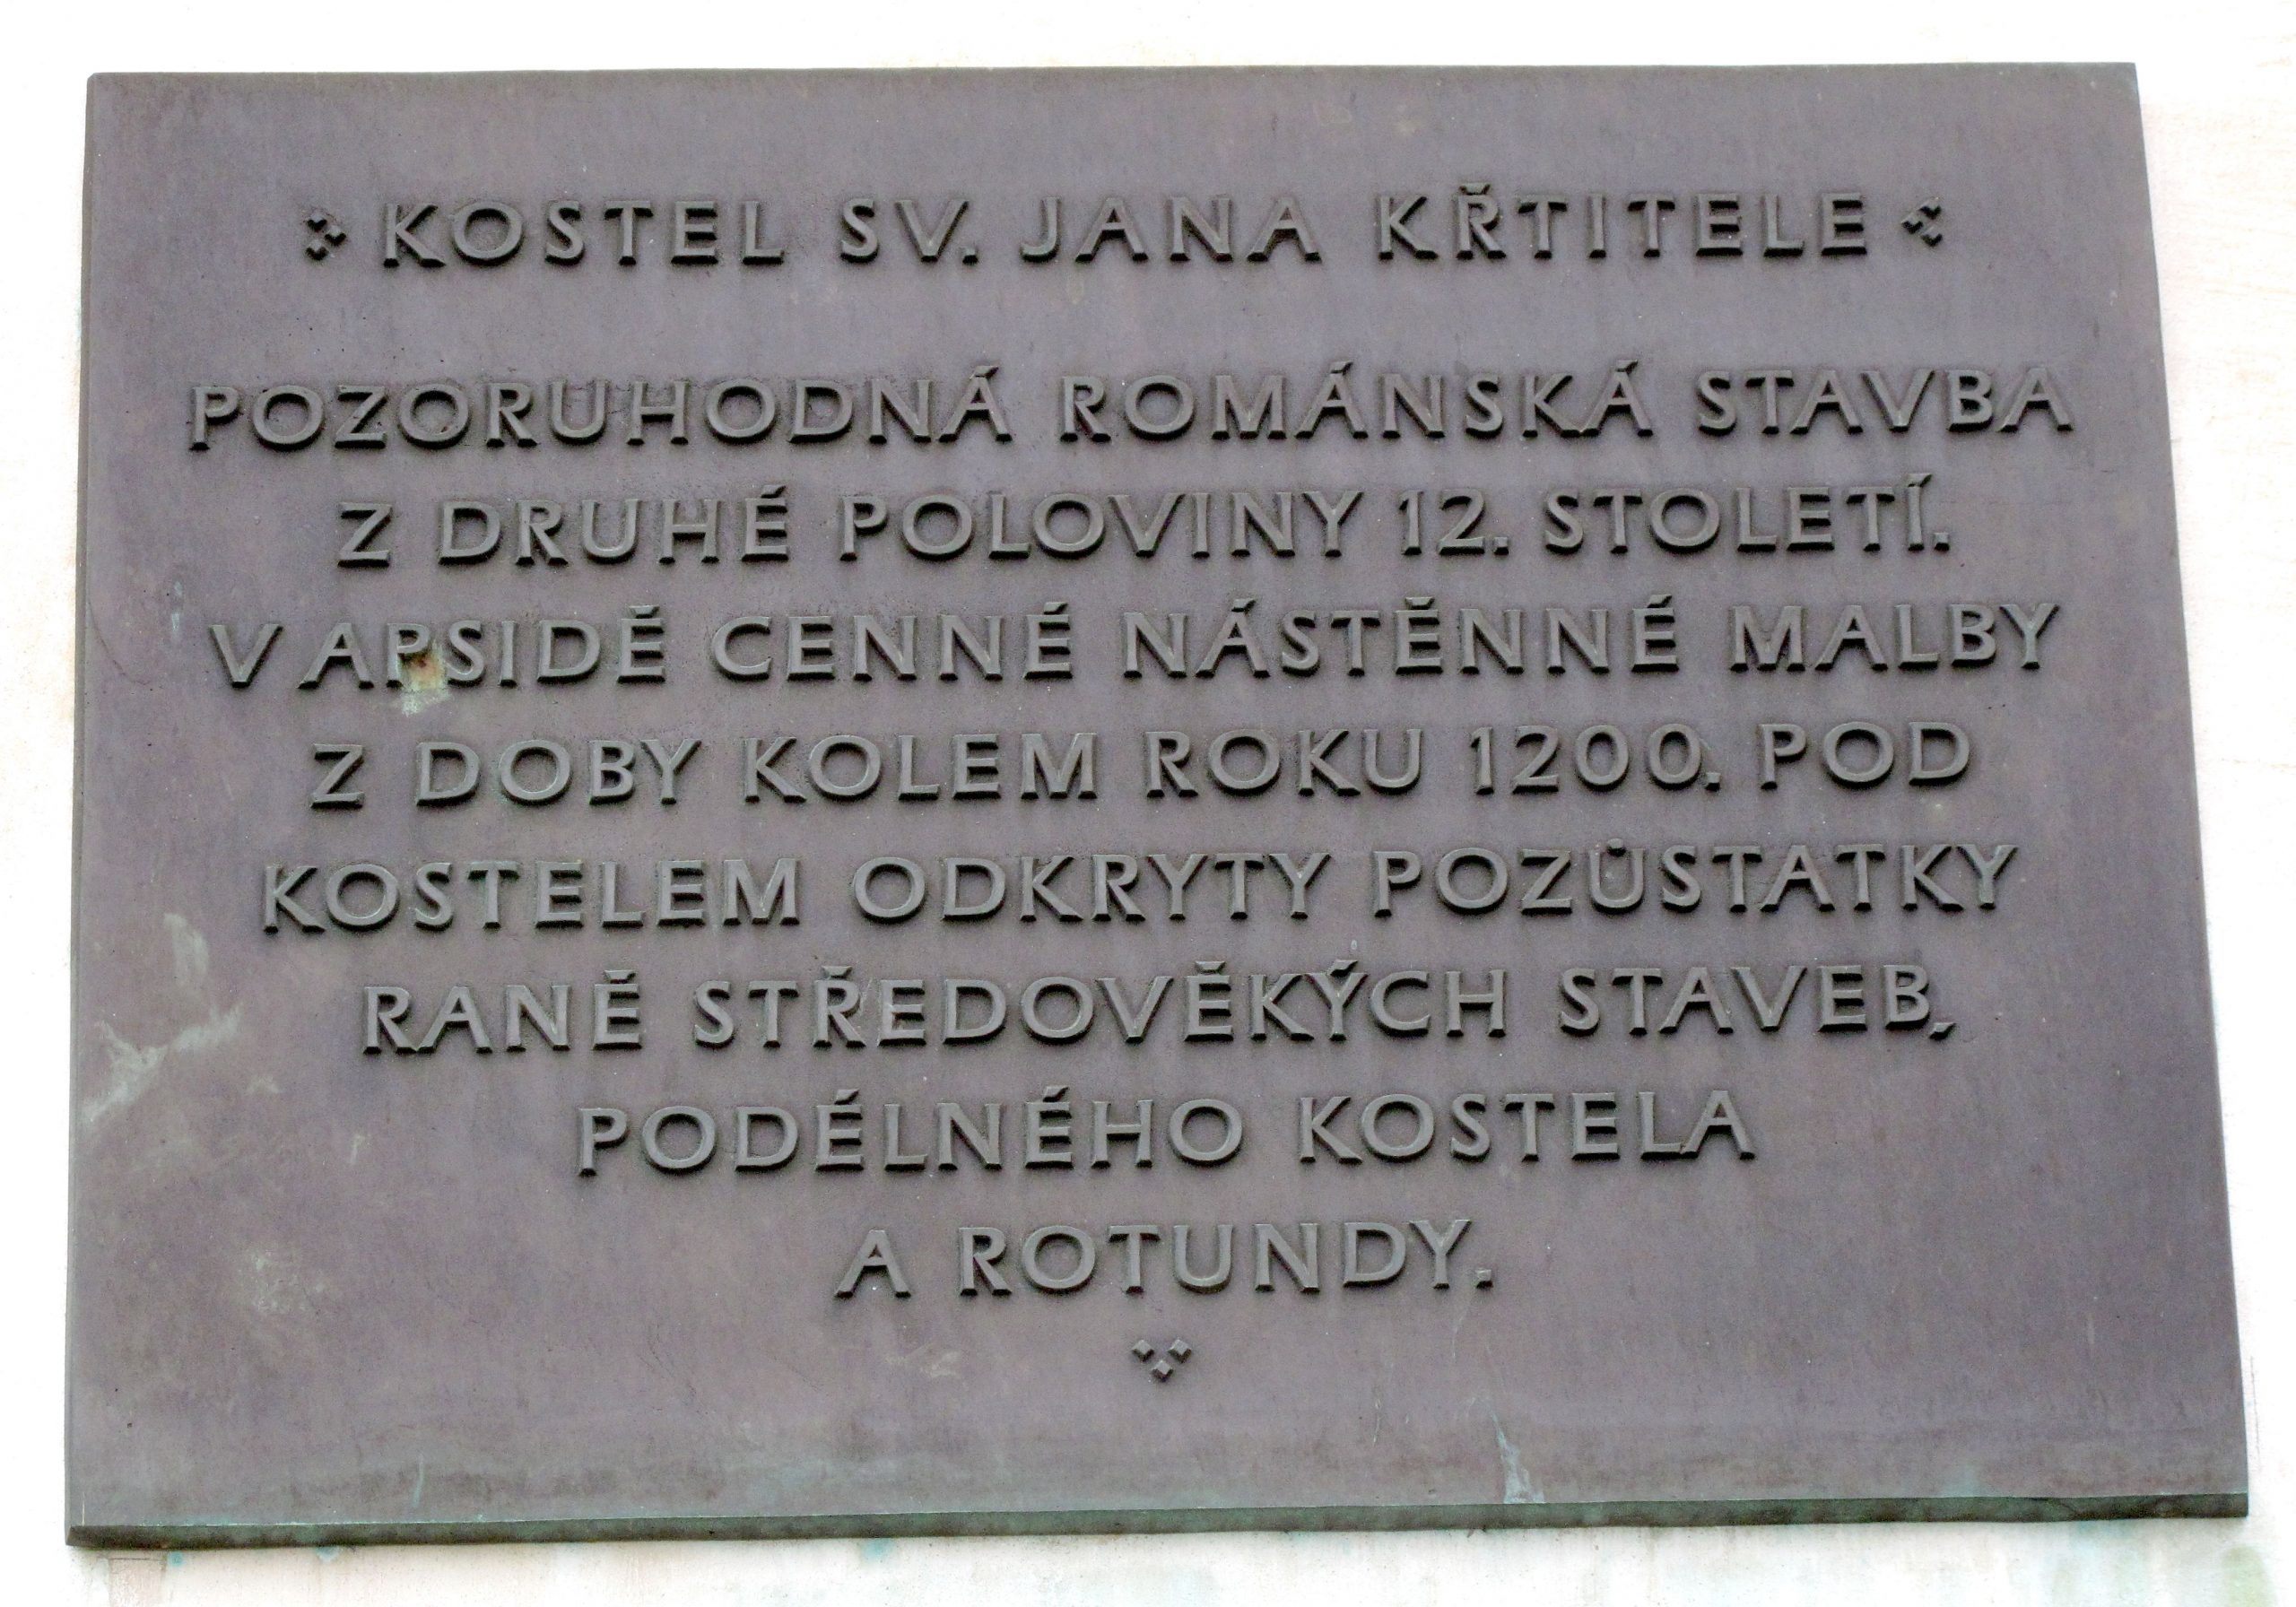 KOSTEL SV. JANA KŘTITELE
POZORUHODNÁ ROMÁNSKÁ STAVBA
Z DRUHÉ POLOVINY 12. STOLETÍ.
V APSIDĚ CENNÉ NÁSTĚNNÉ MALBY
Z DOBY KOLEM ROKU 1200. POD
KOSTELEM ODKRYTY POZŮSTATKY
RANĚ STŘEDOVĚKÝCH STAVEB,
PODÉLNÉHO KOSTELA
A ROTUNDY.